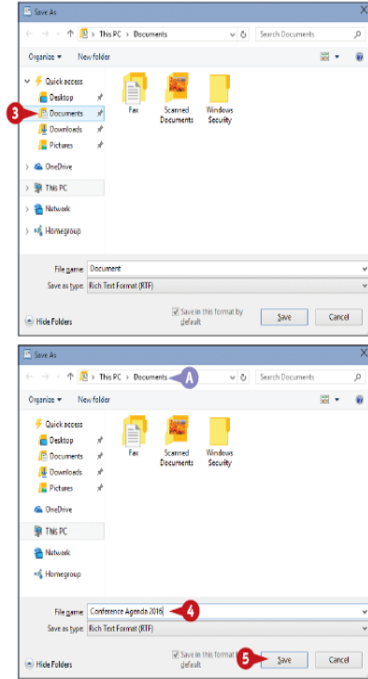 Save As
This PC > Documents
Search Documents
Organize
New folder
Quick access
Desktop
3
Documents
Downloads
Pictures
OneDrive
This PC
Network
Homegroup
Fax
Scanned
Documents
Windows
Security
File name: Document
Save as type: Rich Text Format (RTF)
Hide Folders
Save in this format by
default
Save
Cancel
Save As
This PC > Documents
A
Search Documents
Organize
New folder
Quick access
Desktop
Documents
Downloads
Pictures
OneDrive
This PC
Network
Homegroup
Fax
Scanned
Documents
Windows
Security
File name: Conference Agenda 2016
4
Save as type: Rich Text Format (RTF)
Hide Folders
Save in this format
default
5
Save
Cancel